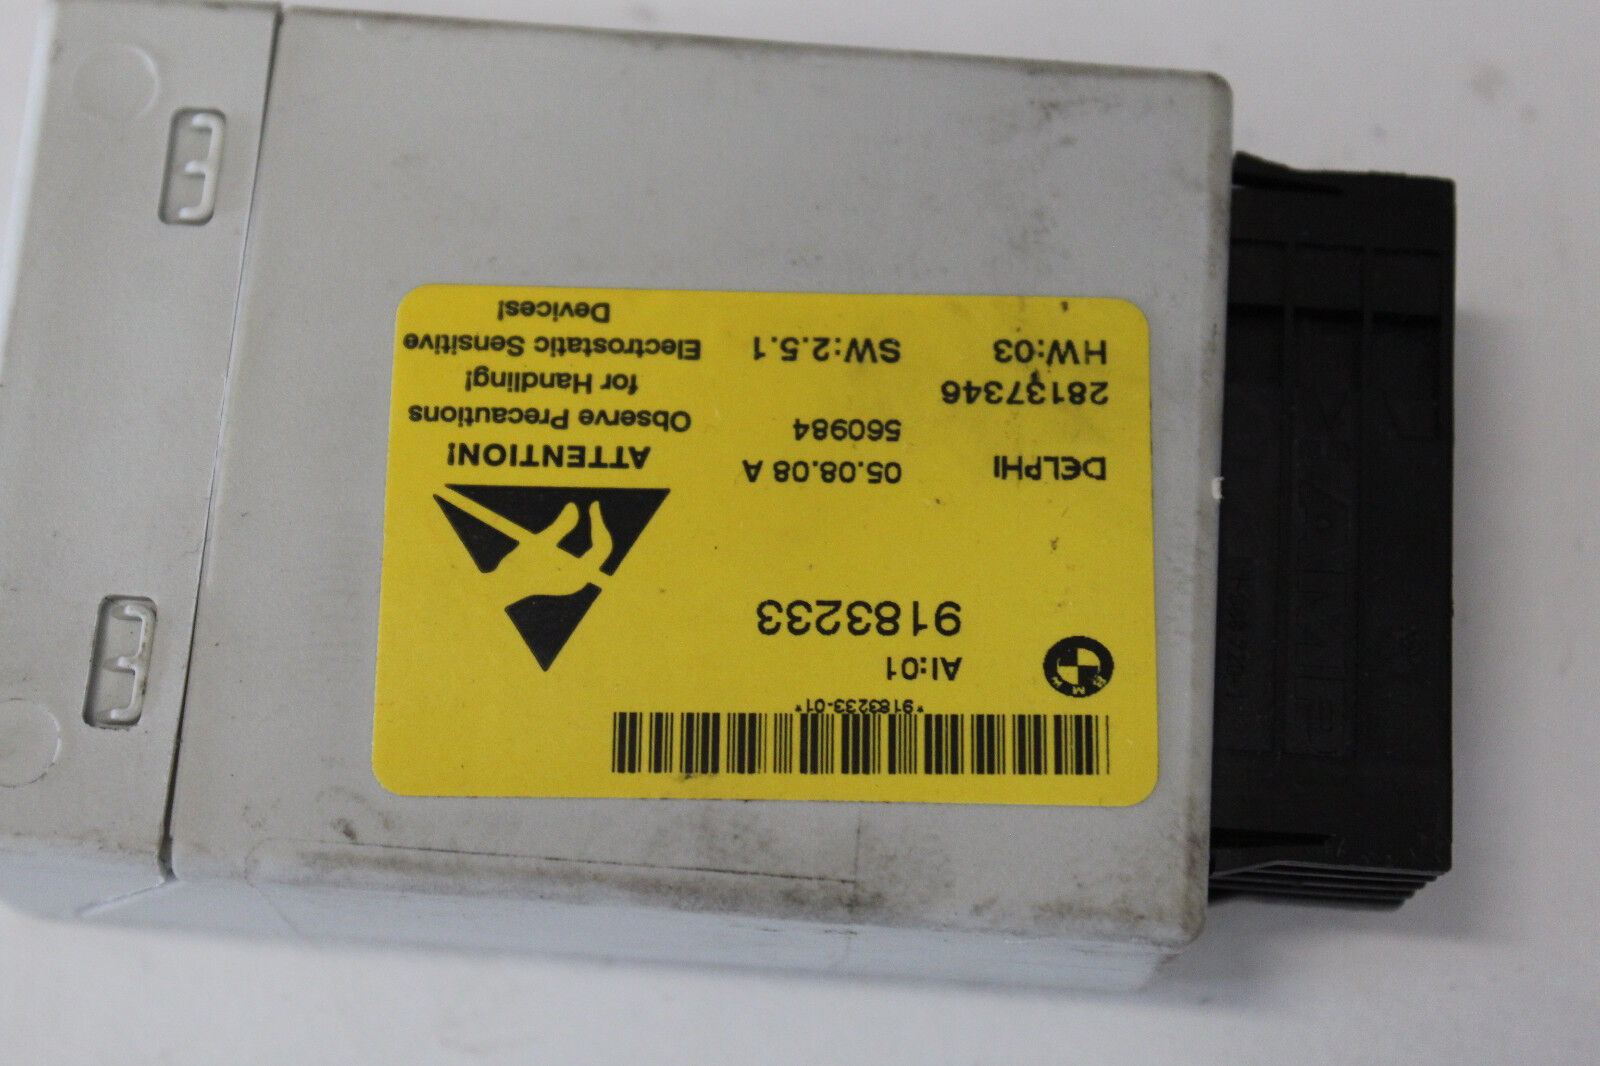 *9183233-01*
BMW
AI:01
9183233
DELPHI
05.08.08 A
560984
28137346
HW:03
SW:2.5.1
ATTENTION!
Observe Precautions
for Handling!
Electrostatic Sensitive
Devices!